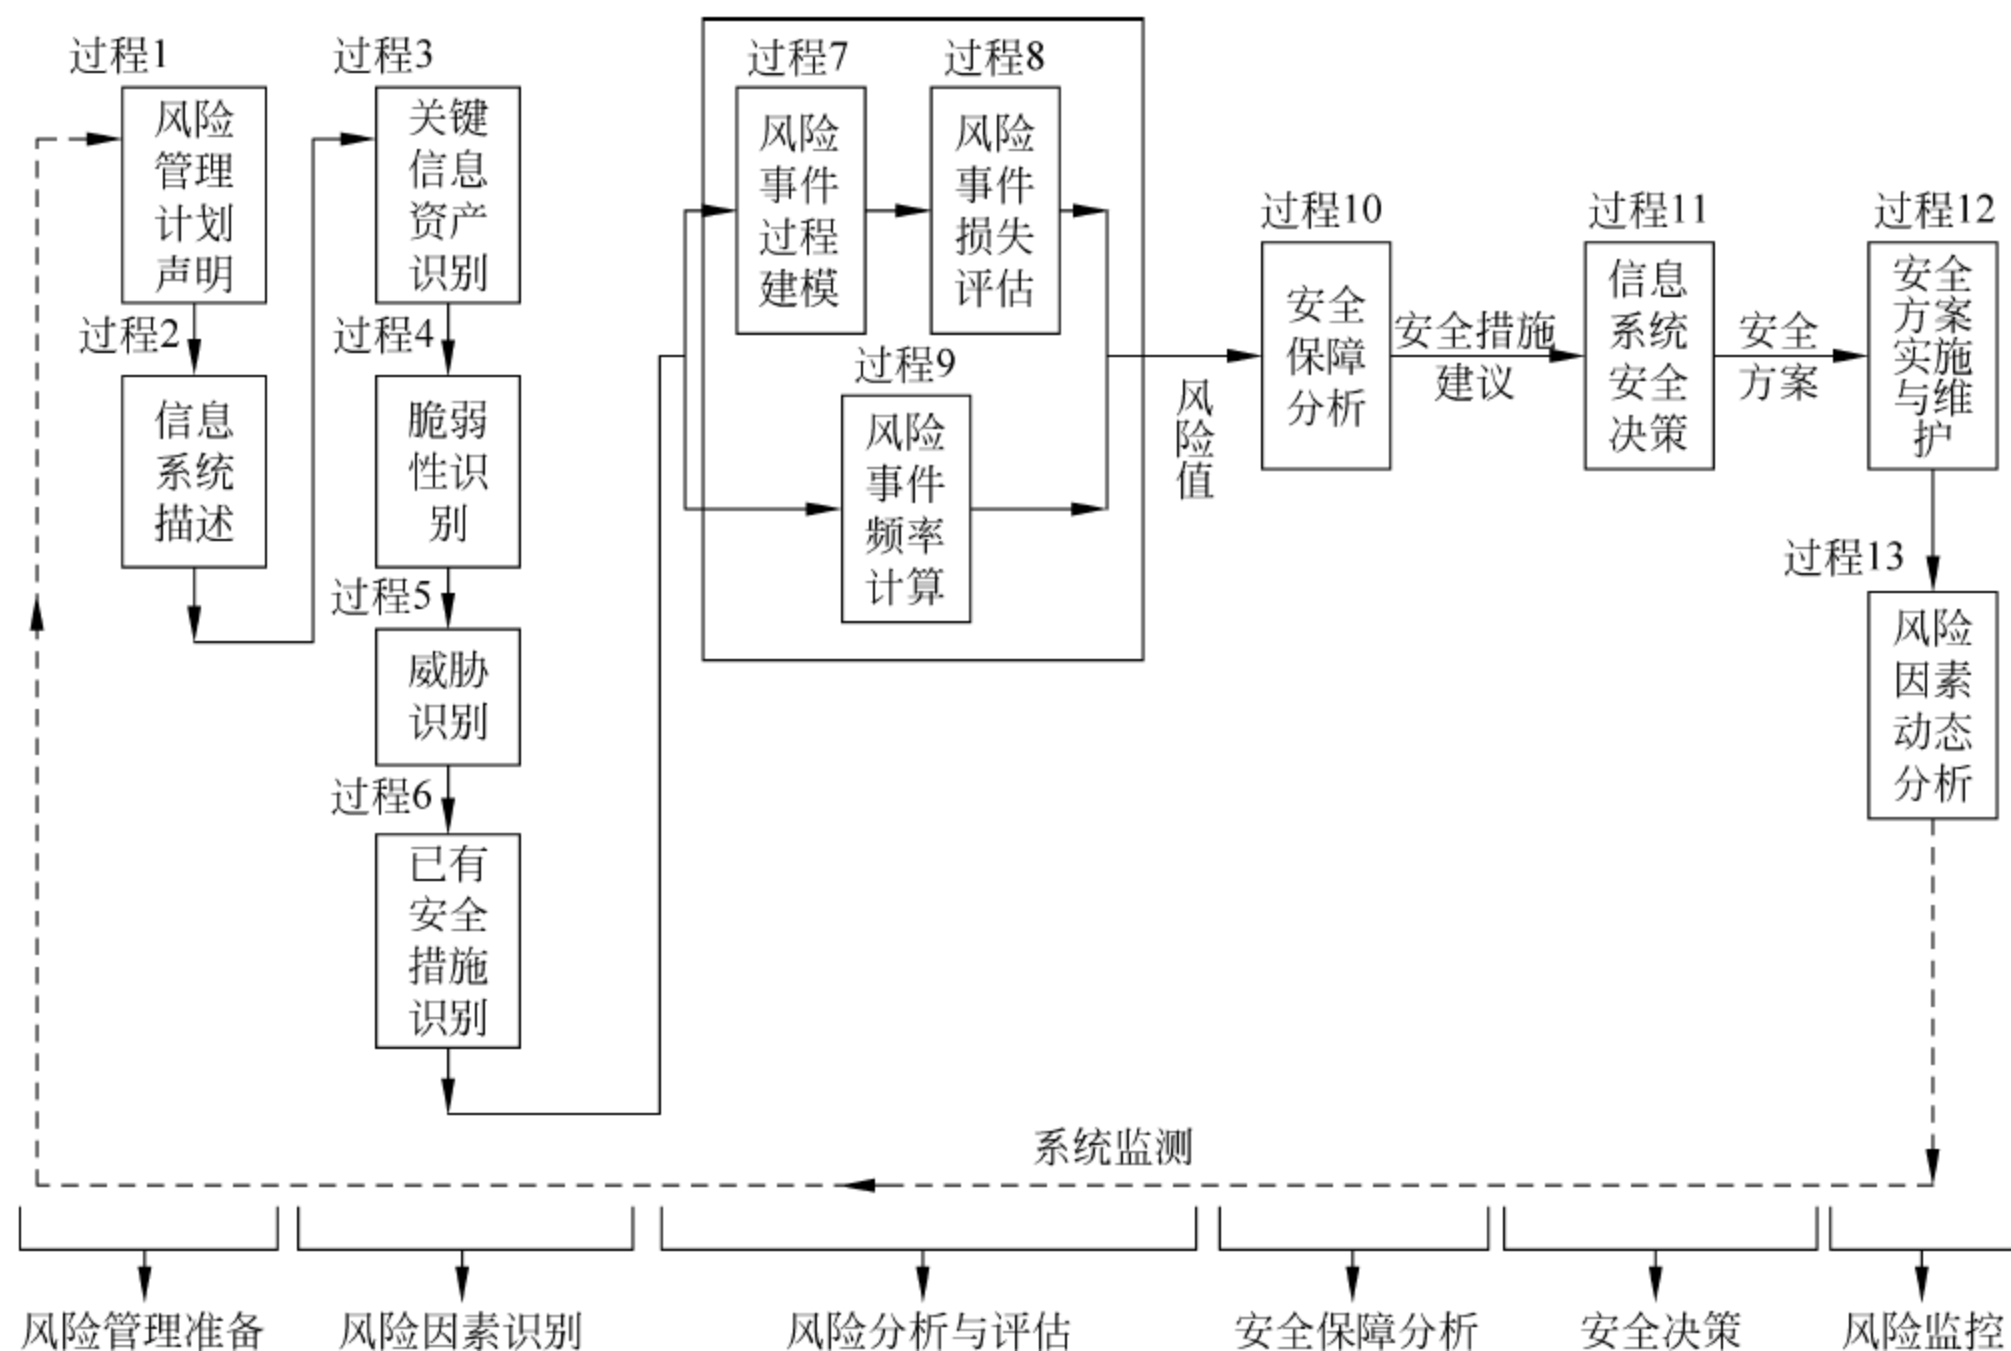 过程1
风险
管理
计划
声明
过程2
信息
系统
描述
过程3
关键
信息
资产
识别
过程4
脆弱
性识
别
过程5
威胁
识别
过程6
已有
安全
措施
识别
过程7
风险
事件
过程
建模
过程8
风险
事件
损失
评估
过程9
风险
事件
频率
计算
风
险
值
过程10
安全
保障
分析
安全措施
建议
过程11
信息
系统
安全
决策
安全
方案
过程12
安全
方案
实施
与维
护
过程13
风险
因素
动态
分析
系统监测
风险管理准备
风险因素识别
风险分析与评估
安全保障分析
安全决策
风险监控